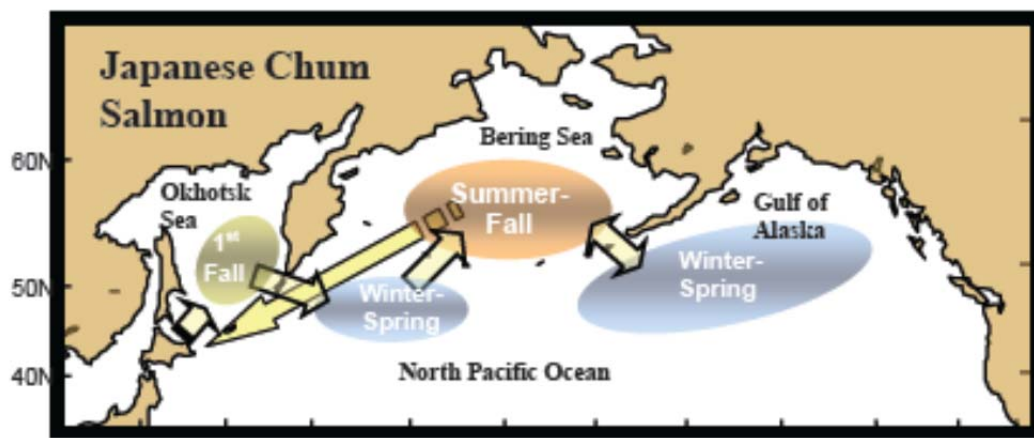 Japanese Chum
Salmon
Bering Sea
60N
Okhotsk
Sea
Summer-
Fall
Gulf of
Alaska
1st
Fall
Winter-
Spring
50N
Winter-
Spring
40N
North Pacific Ocean